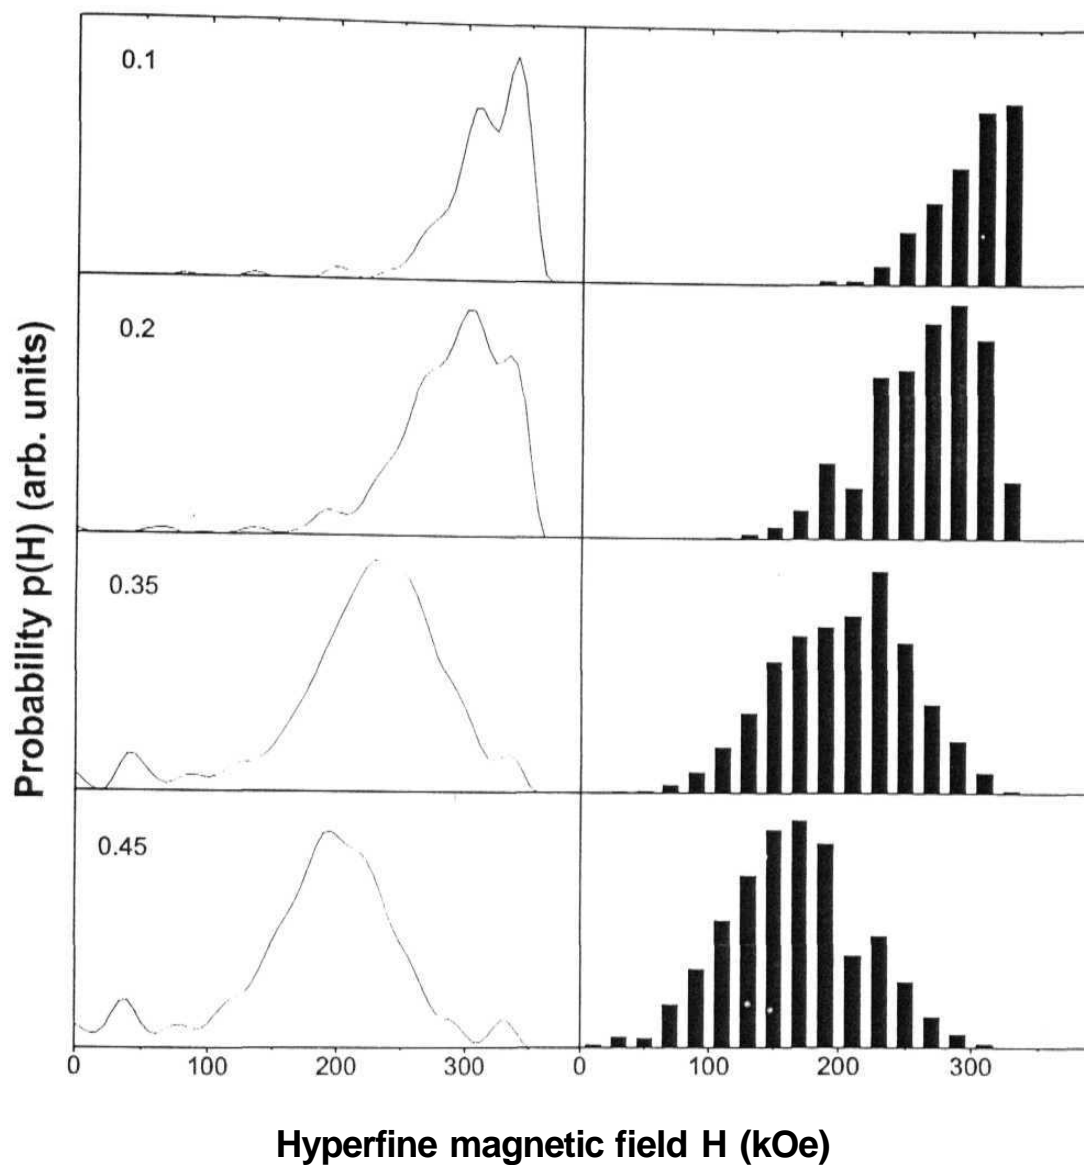 Probability p(H) (arb. units)
0.1
0.2
0.35
0.45
0 100 200 300 0 100 200 300
Hyperfine magnetic field H (kOe)